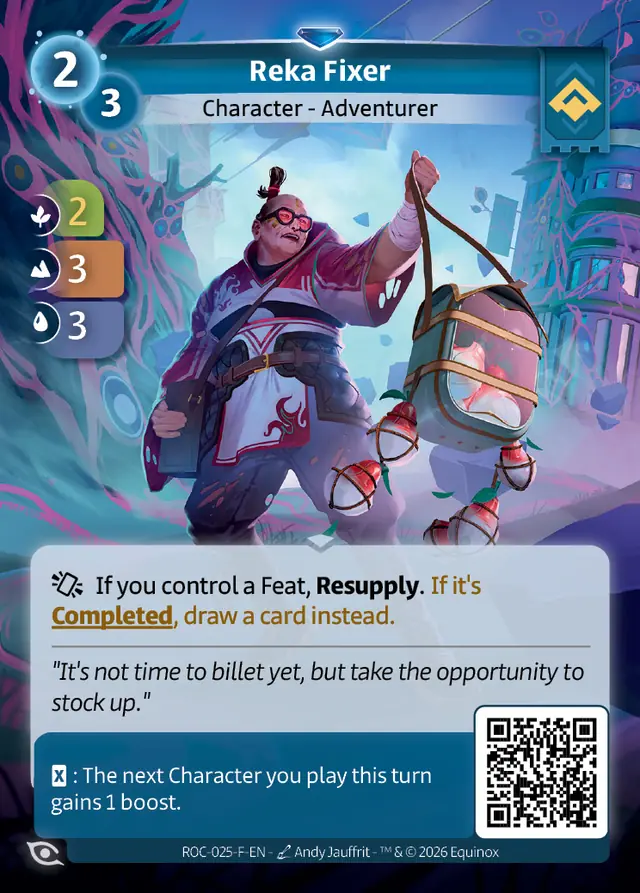 2
Reka Fixer
3
Character - Adventurer
2
3
3
If you control a Feat, Resupply. If it's
Completed, draw a card instead.
"It's not time to billet yet, but take the opportunity to
stock up."
X : The next Character you play this turn
gains 1 boost.
ROC-025-F-EN - Andy Jauffrit - ™ & © 2026 Equinox